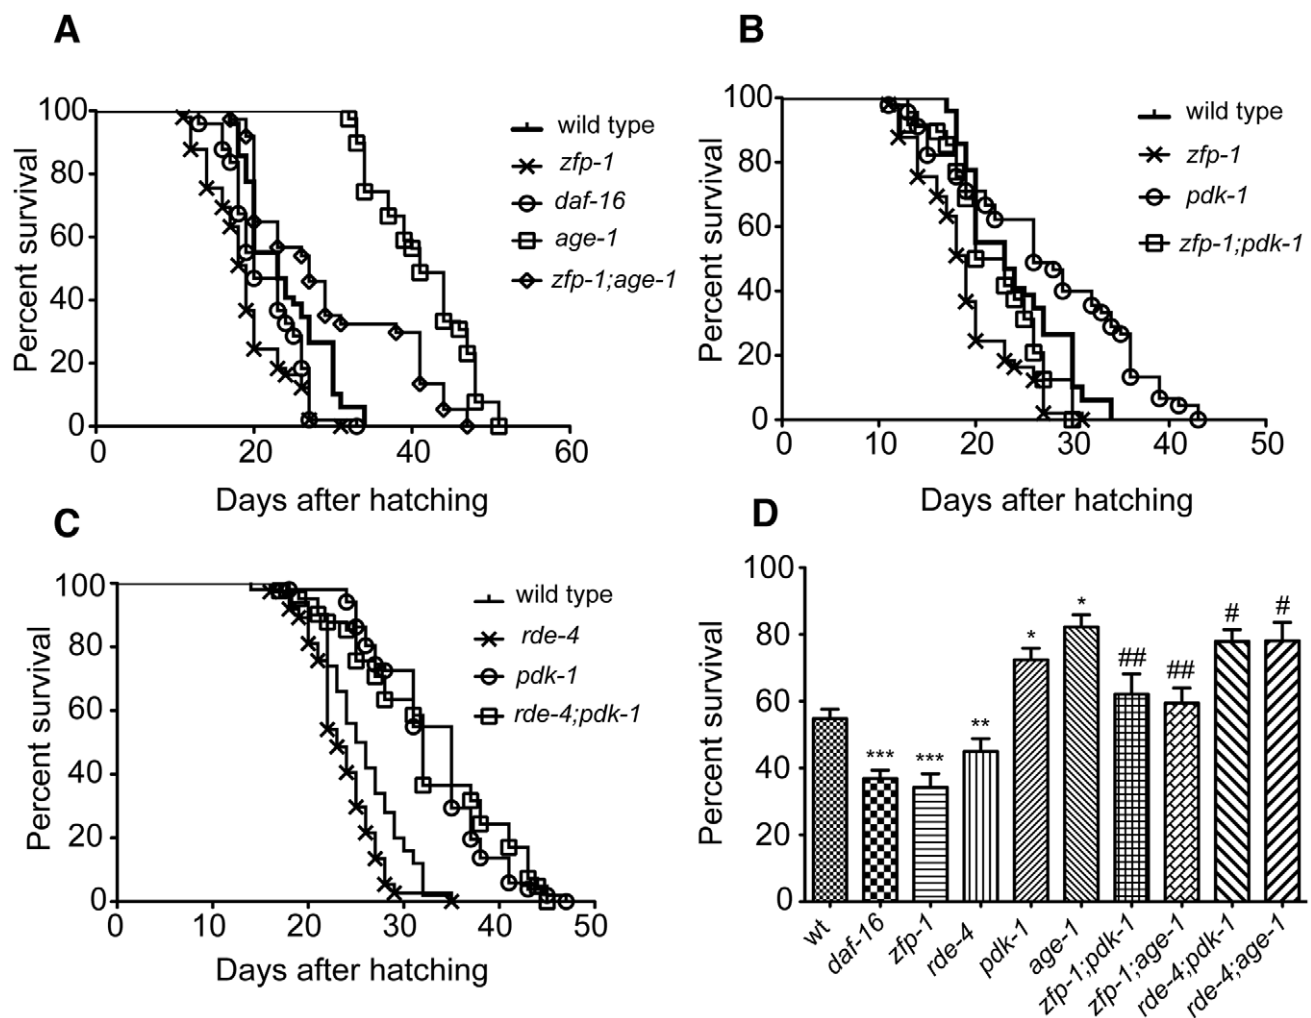 A
100
80
60
40
20
0
Percent survival
0 20 40 60
Days after hatching
wild type
zfp-1
daf-16
age-1
zfp-1;age-1
B
100
80
60
40
20
0
Percent survival
0 10 20 30 40 50
Days after hatching
wild type
zfp-1
pdk-1
zfp-1;pdk-1
C
100
80
60
40
20
0
Percent survival
0 10 20 30 40 50
Days after hatching
wild type
rde-4
pdk-1
rde-4;pdk-1
D
100
80
60
40
20
0
Percent survival
***
***
**
*
*
##
##
#
#
wt
daf-16
zfp-1
rde-4
pdk-1
age-1
zfp-1;pdk-1
zfp-1;age-1
rde-4;pdk-1
rde-4;age-1